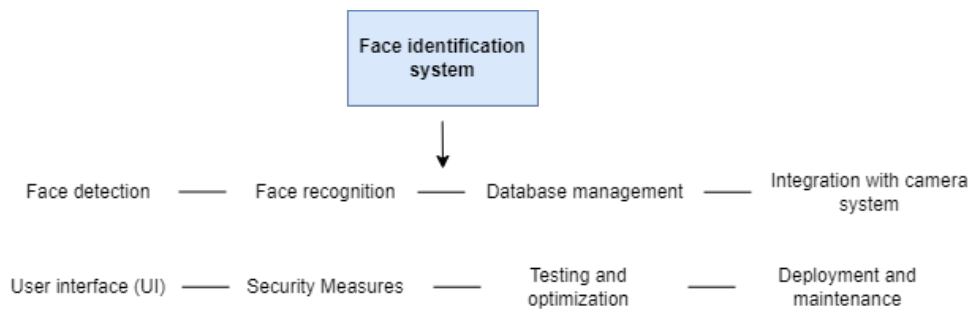 Face identification
system
Face detection Face recognition Database management Integration with camera
system
User interface (UI) Security Measures Testing and
optimization Deployment and
maintenance